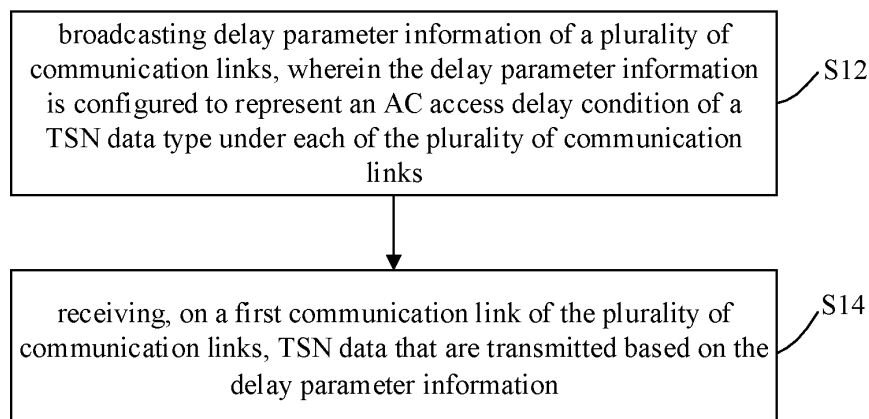 broadcasting delay parameter information of a plurality of
communication links, wherein the delay parameter information
is configured to represent an AC access delay condition of a
TSN data type under each of the plurality of communication
links
S12
receiving, on a first communication link of the plurality of
communication links, TSN data that are transmitted based on the
delay parameter information
S14